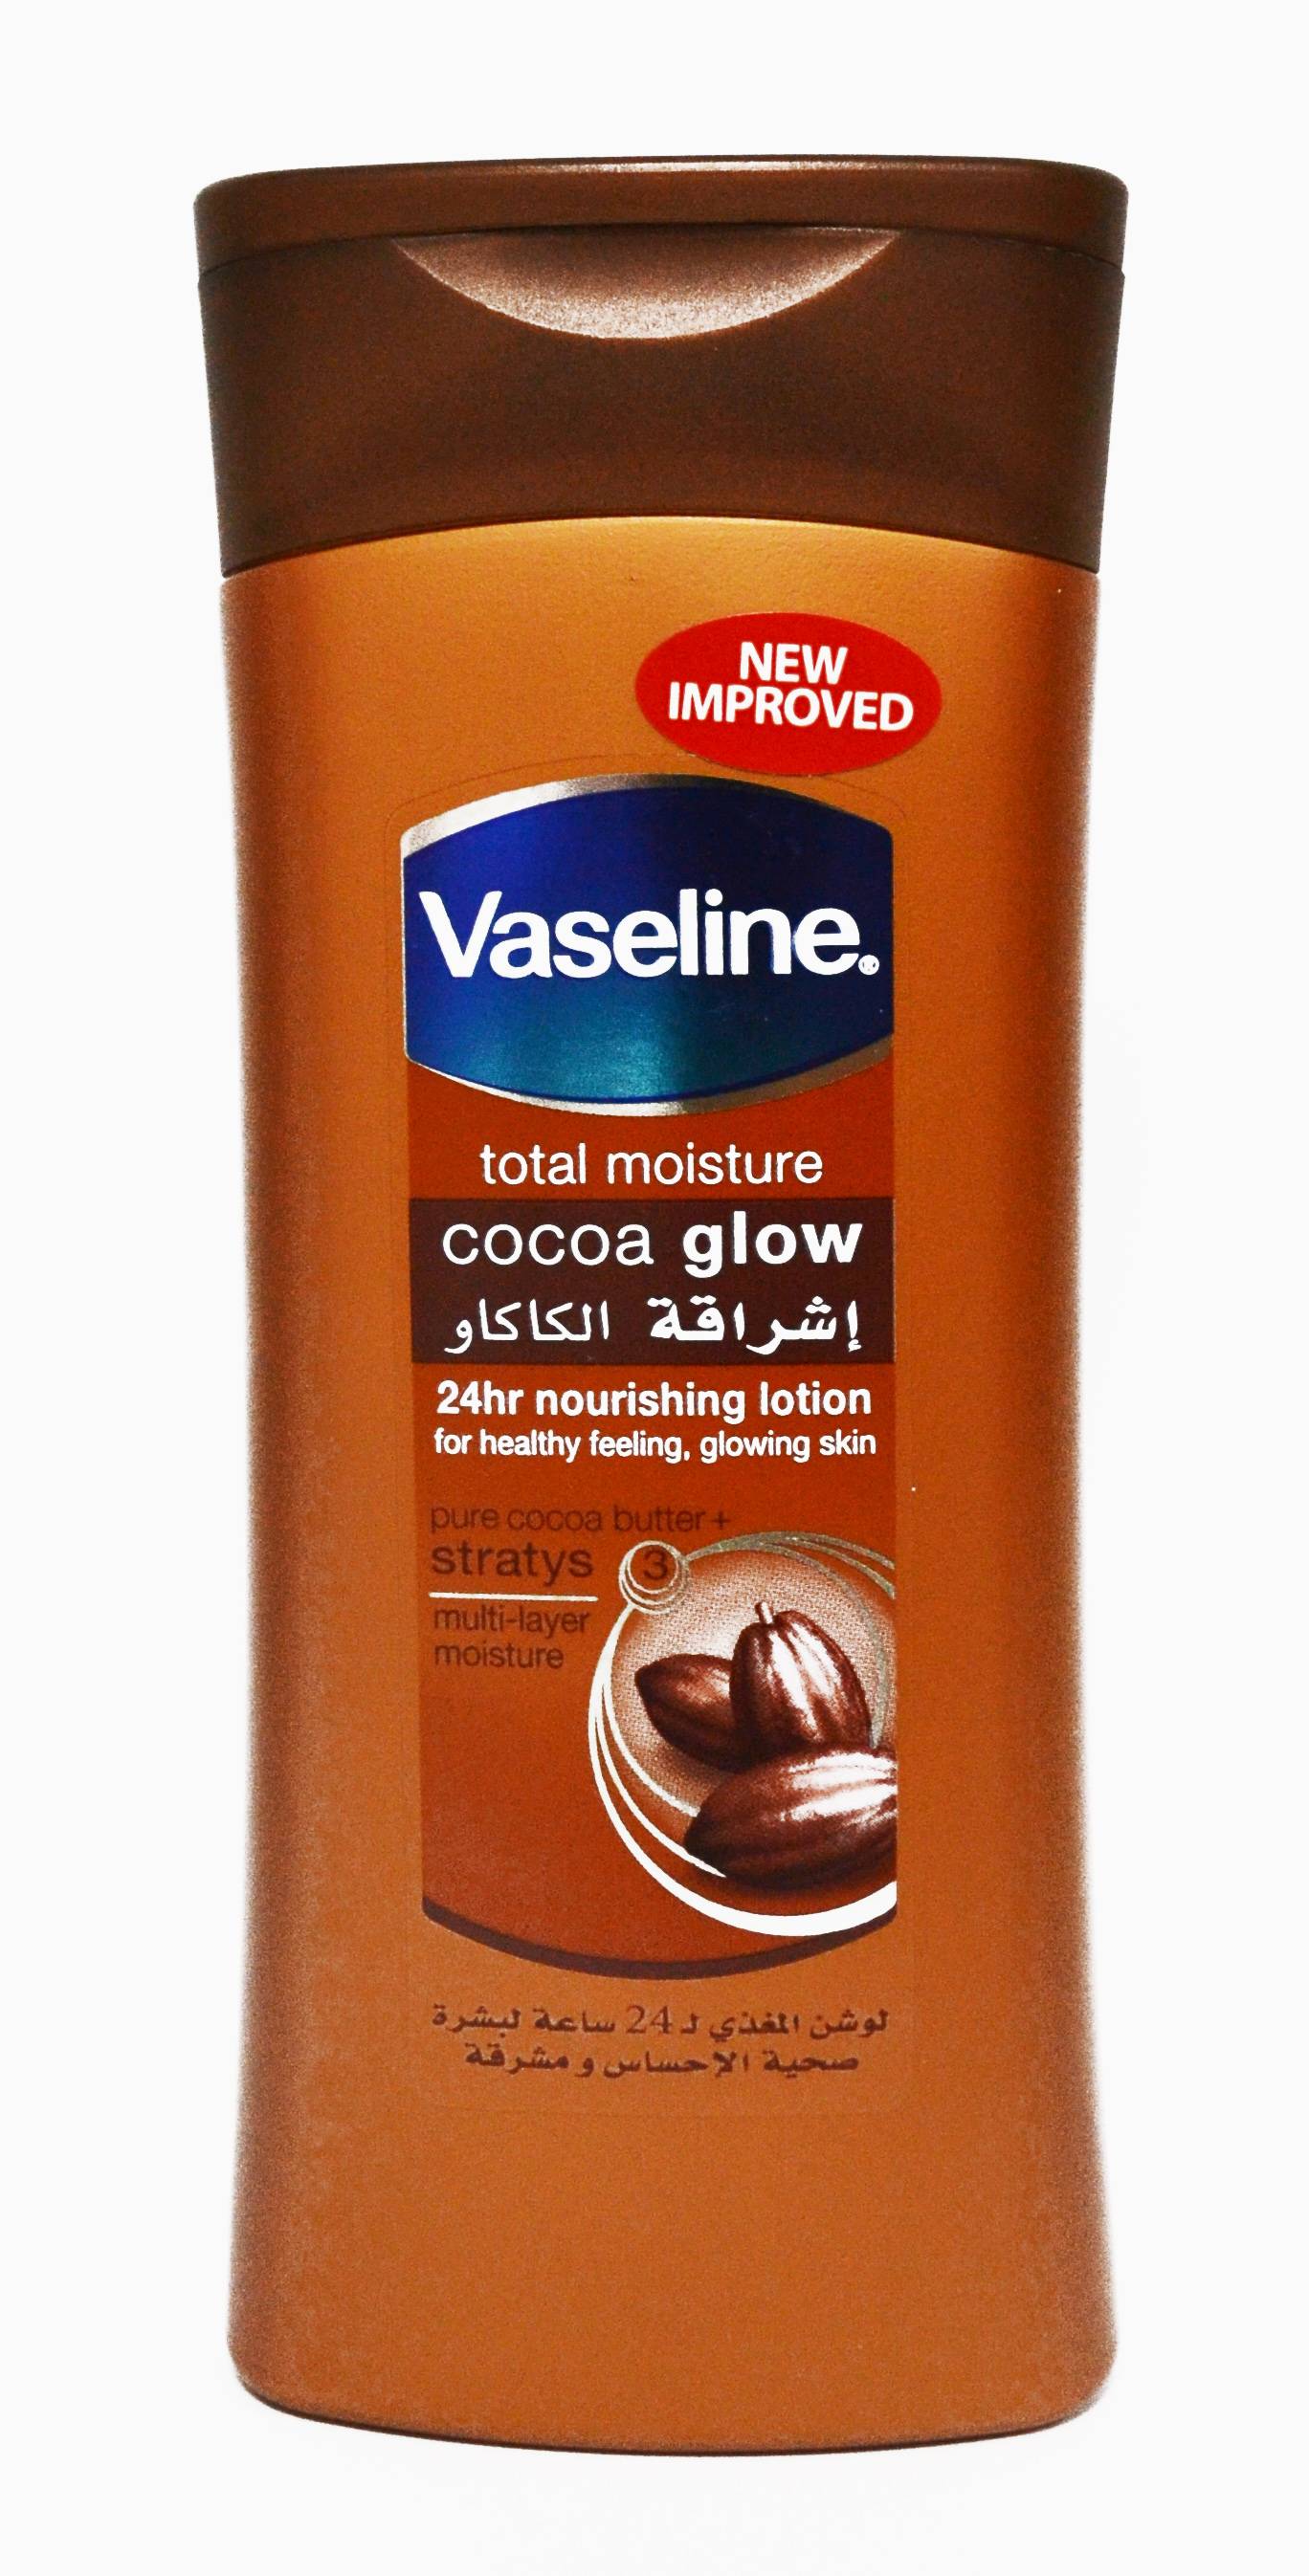 NEW
IMPROVED
Vaseline.
total moisture
cocoa glow
إشراقة الكاكاو
24hr nourishing lotion
for healthy feeling, glowing skin
pure cocoa butter+
stratys 3
multi-layer
moisture
لوشن المغذي لـ 24 ساعة لبشرة
صحية الإحساس و مشرقة